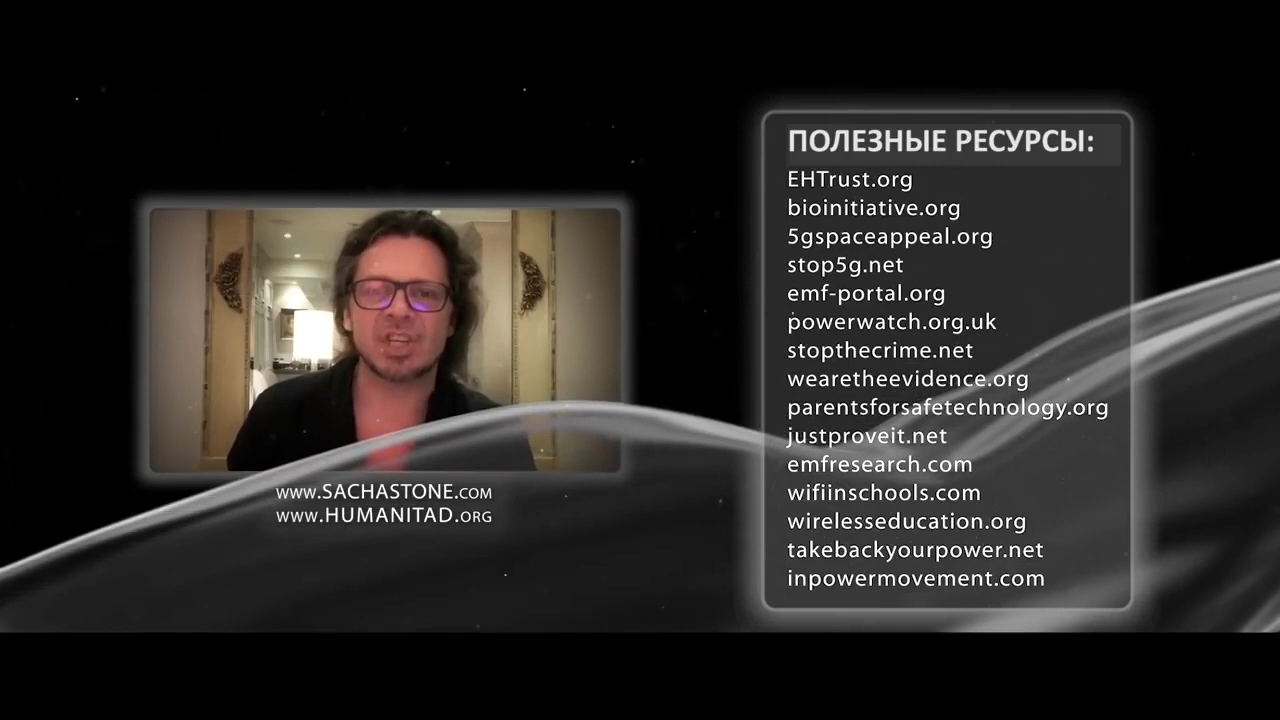 WWW.SACHASTONE.COM
WWW.HUMANITAD.ORG
ПОЛЕЗНЫЕ РЕСУРСЫ:
EHTrust.org
bioinitiative.org
5gspaceappeal.org
stop5g.net
emf-portal.org
powerwatch.org.uk
stopthecrime.net
wearetheevidence.org
parentsforsafetechnology.org
justproveit.net
emfresearch.com
wifiinschools.com
wirelesseducation.org
takebackyourpower.net
inpowermovement.com